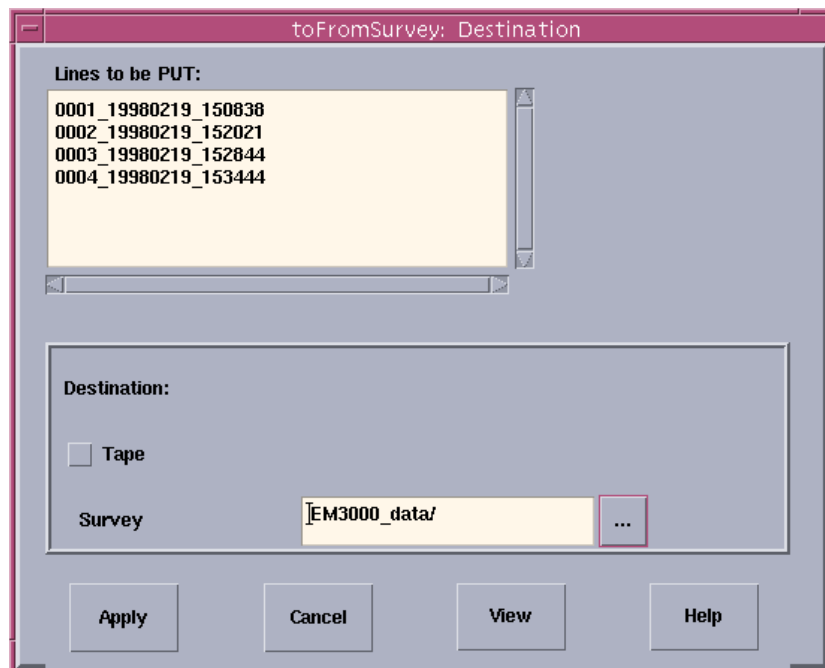 toFromSurvey: Destination
Lines to be PUT:
0001_19980219_150838
0002_19980219_152021
0003_19980219_152844
0004_19980219_153444
Destination:
Tape
Survey
EM3000_data/
...
Apply
Cancel
View
Help